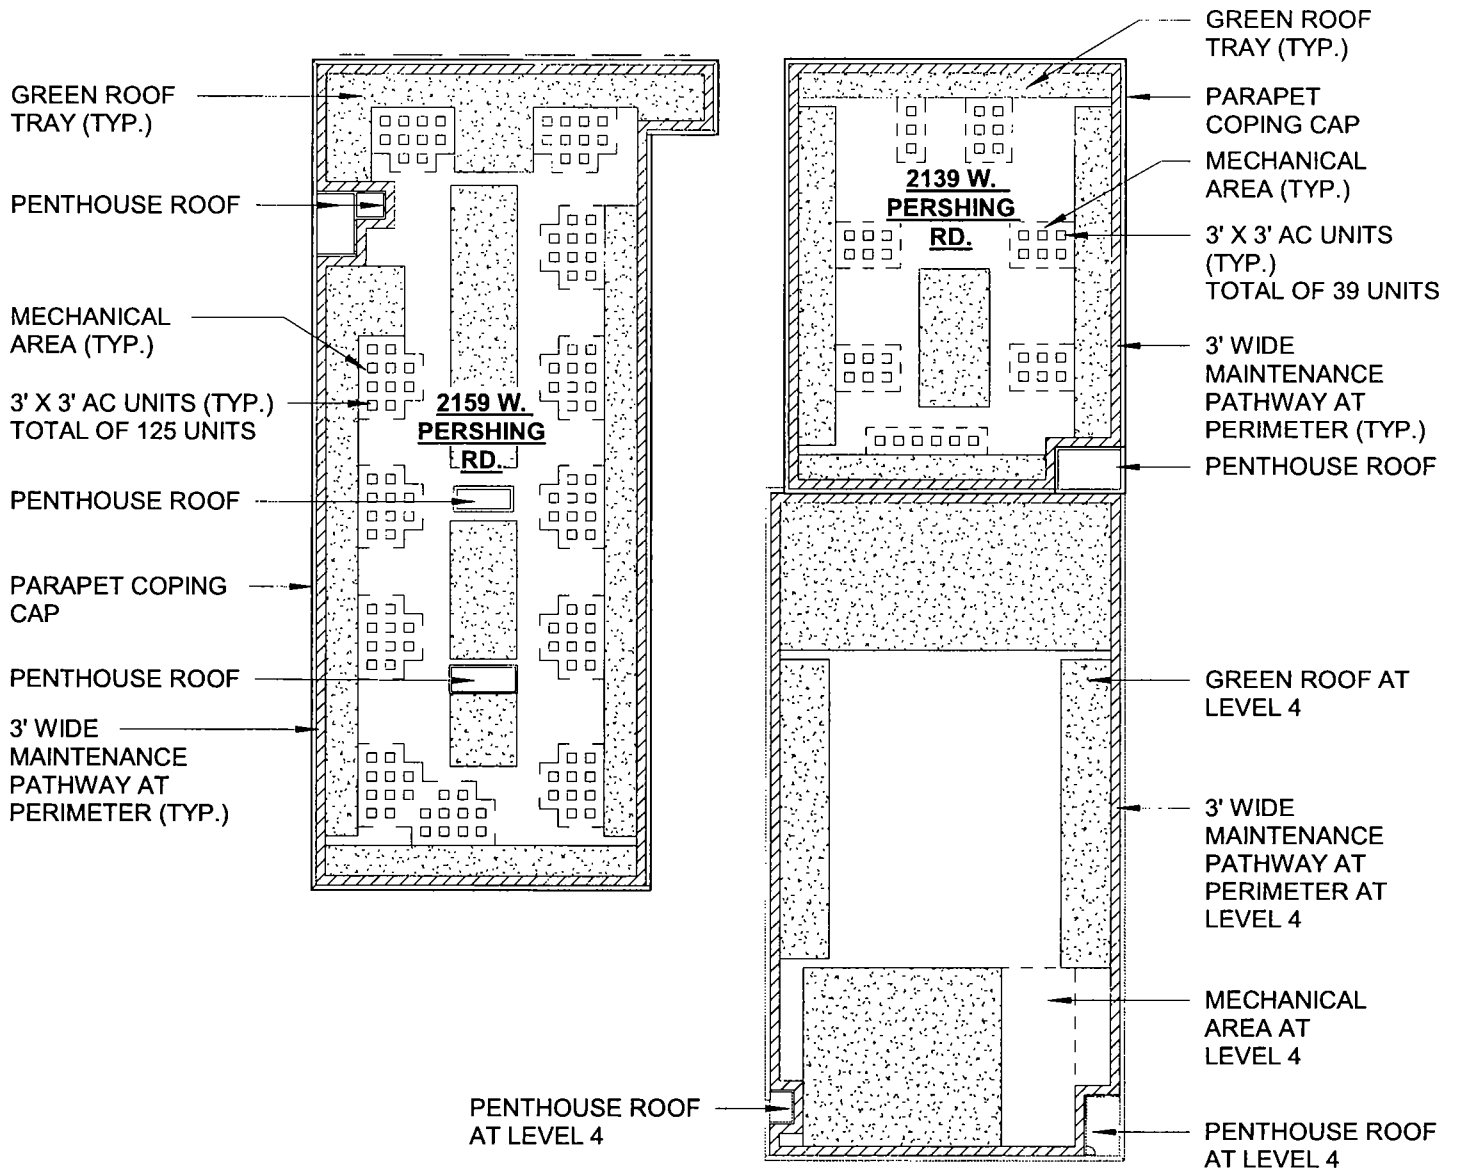 GREEN ROOF
TRAY (TYP.)
PENTHOUSE ROOF
MECHANICAL
AREA (TYP.)
3' X 3' AC UNITS (TYP.)
TOTAL OF 125 UNITS
PENTHOUSE ROOF
PARAPET COPING
CAP
PENTHOUSE ROOF
3' WIDE
MAINTENANCE
PATHWAY AT
PERIMETER (TYP.)
2159 W.
PERSHING
RD.
2139 W.
PERSHING
RD.
GREEN ROOF
TRAY (TYP.)
PARAPET
COPING CAP
MECHANICAL
AREA (TYP.)
3' X 3' AC UNITS
(TYP.)
TOTAL OF 39 UNITS
3' WIDE
MAINTENANCE
PATHWAY AT
PERIMETER (TYP.)
PENTHOUSE ROOF
GREEN ROOF AT
LEVEL 4
3' WIDE
MAINTENANCE
PATHWAY AT
PERIMETER AT
LEVEL 4
MECHANICAL
AREA AT
LEVEL 4
PENTHOUSE ROOF
AT LEVEL 4
PENTHOUSE ROOF
AT LEVEL 4